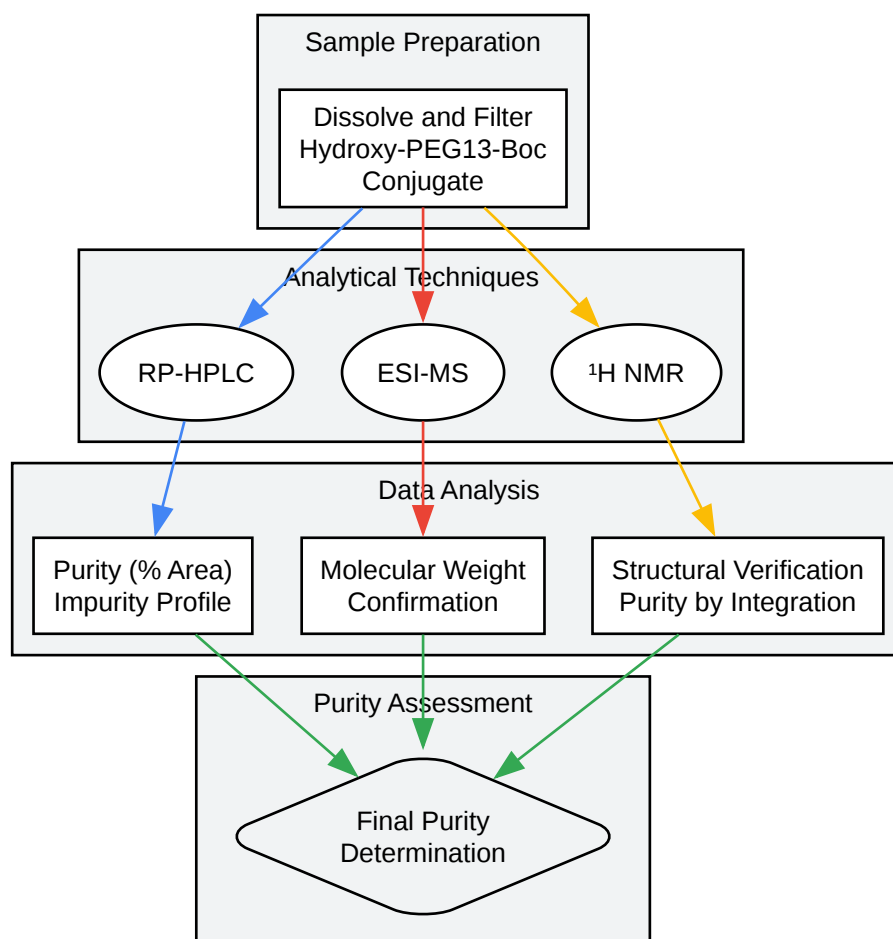 Sample Preparation
Dissolve and Filter
Hydroxy-PEG13-Boc
Conjugate
Analytical Techniques
RP-HPLC
ESI-MS
¹H NMR
Data Analysis
Purity (% Area)
Impurity Profile
Molecular Weight
Confirmation
Structural Verification
Purity by Integration
Purity Assessment
Final Purity
Determination